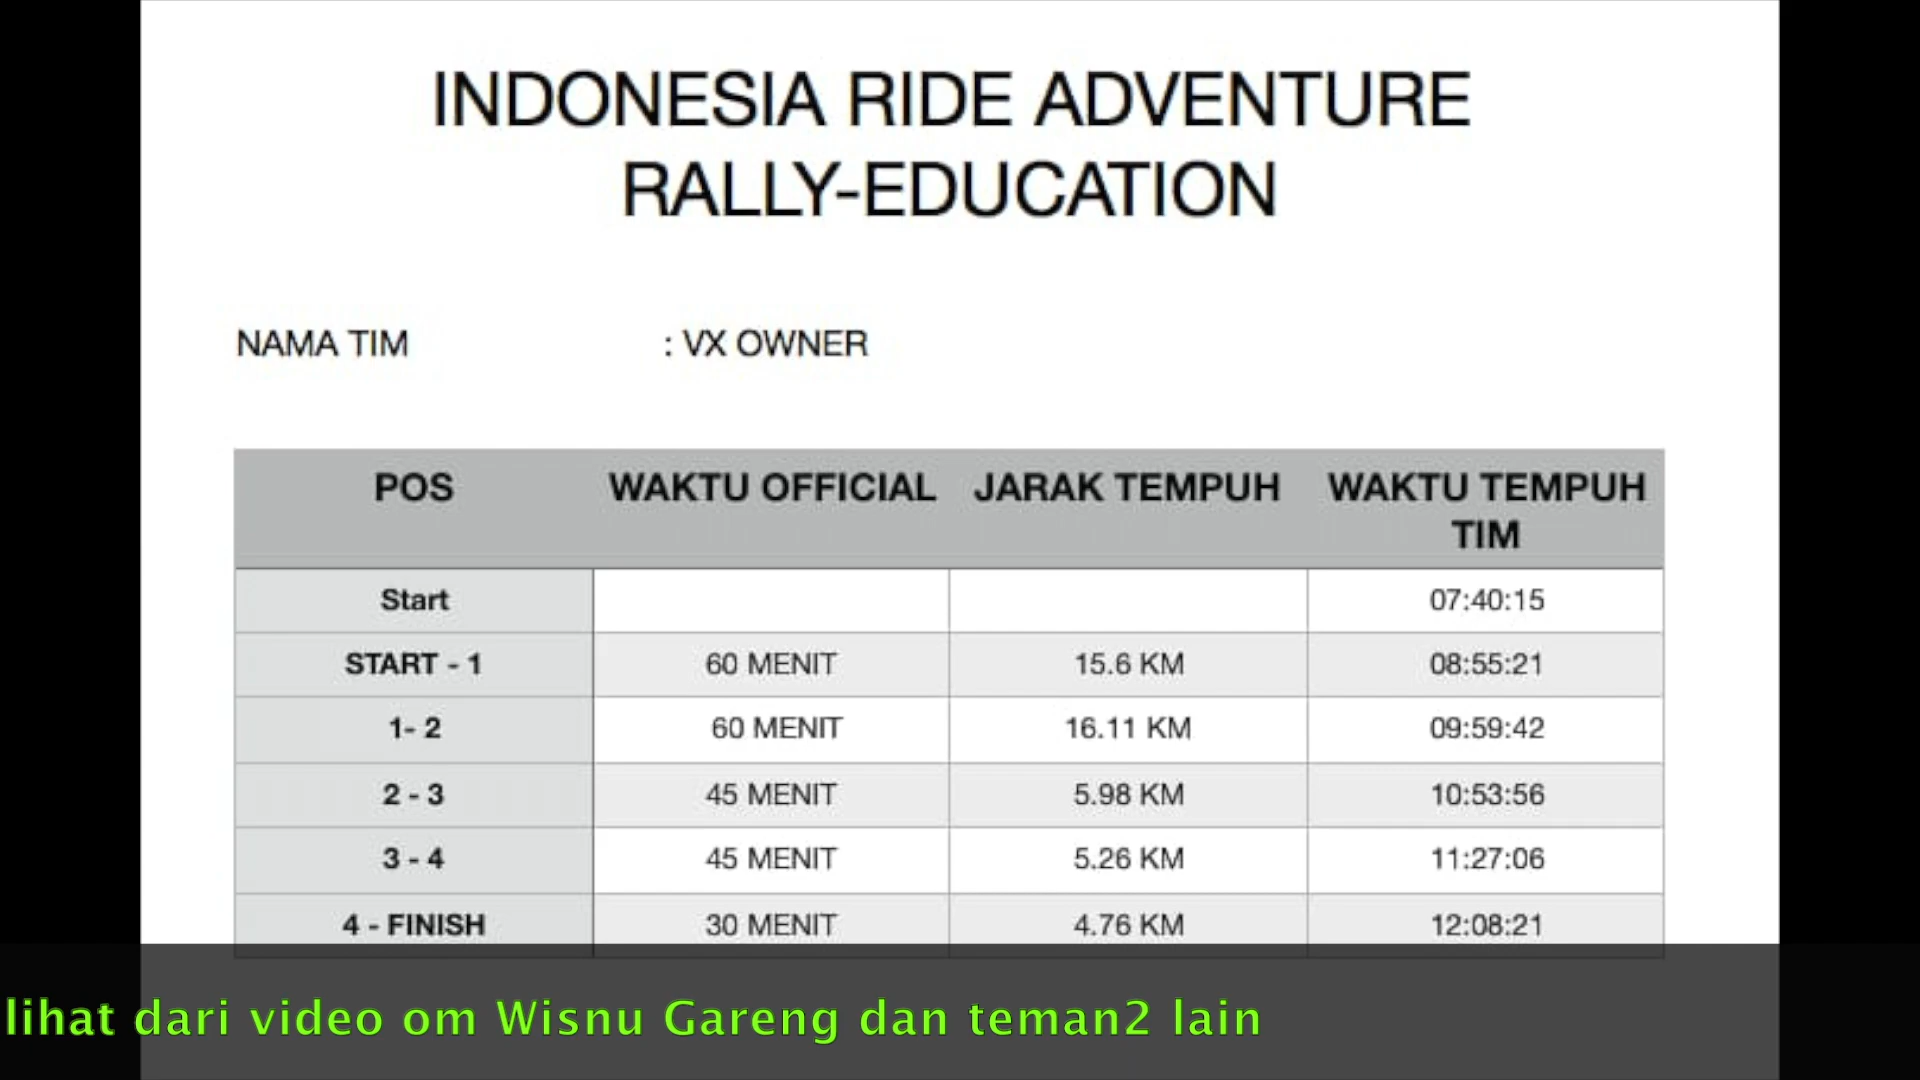 INDONESIA RIDE ADVENTURE
RALLY-EDUCATION
NAMA TIM : VX OWNER
POS WAKTU OFFICIAL JARAK TEMPUH WAKTU TEMPUH TIM
Start 07:40:15
START - 1 60 MENIT 15.6 KM 08:55:21
1- 2 60 MENIT 16.11 KM 09:59:42
2 - 3 45 MENIT 5.98 KM 10:53:56
3 - 4 45 MENIT 5.26 KM 11:27:06
4 - FINISH 30 MENIT 4.76 KM 12:08:21
lihat dari video om Wisnu Gareng dan teman2 lain